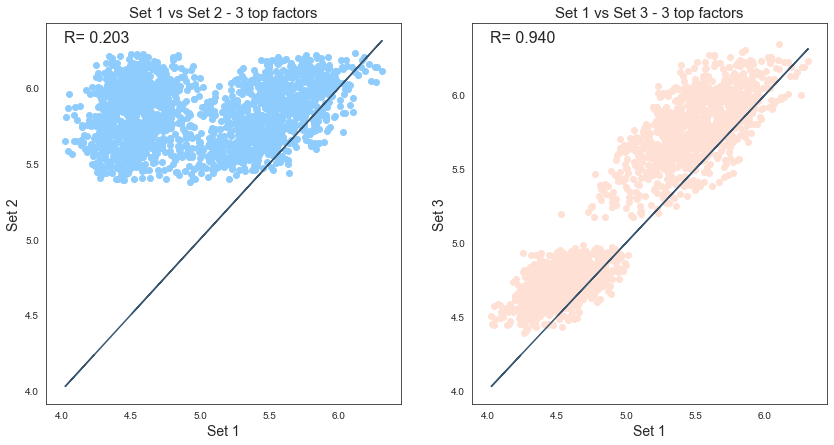 Set 1 vs Set 2 - 3 top factors
R= 0.203
6.0
5.5
5.0
4.5
4.0
Set 2
4.0 4.5 5.0 5.5 6.0
Set 1
Set 1 vs Set 3 - 3 top factors
R= 0.940
6.0
5.5
5.0
4.5
4.0
Set 3
4.0 4.5 5.0 5.5 6.0
Set 1